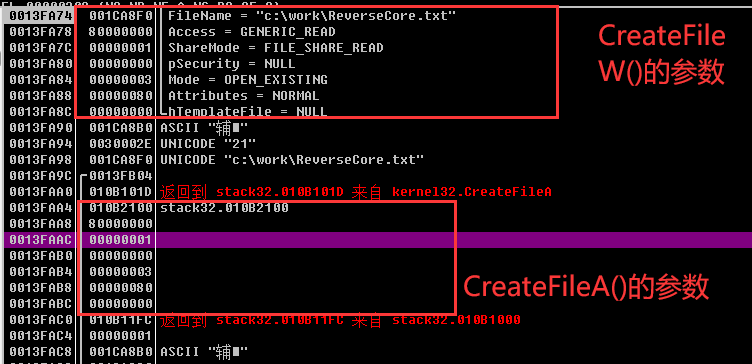 0013FA74 001CA8F0 FileName = "c:\work\ReverseCore.txt"
0013FA78 80000000 Access = GENERIC_READ
0013FA7C 00000001 ShareMode = FILE_SHARE_READ
0013FA80 00000000 pSecurity = NULL
0013FA84 00000003 Mode = OPEN_EXISTING
0013FA88 00000080 Attributes = NORMAL
0013FA8C 00000000 hTemplateFile = NULL
CreateFile
W()的参数
0013FA90 001CA8B0 ASCII "辅"
0013FA94 0030002E UNICODE "21"
0013FA98 001CA8F0 UNICODE "c:\work\ReverseCore.txt"
0013FA9C 0013FB04
0013FAA0 010B101D 返回到 stack32.010B101D 来自 kernel32.CreateFileA
0013FAA4 010B2100 stack32.010B2100
0013FAA8 80000000
0013FAAC 00000001
0013FAB0 00000000
0013FAB4 00000003
0013FAB8 00000080
0013FABC 00000000
CreateFileA()的参数
0013FAC0 010B11FC 返回到 stack32.010B11FC 来自 stack32.010B1000
0013FAC4 00000001
0013FAC8 001CA8B0 ASCII "辅"